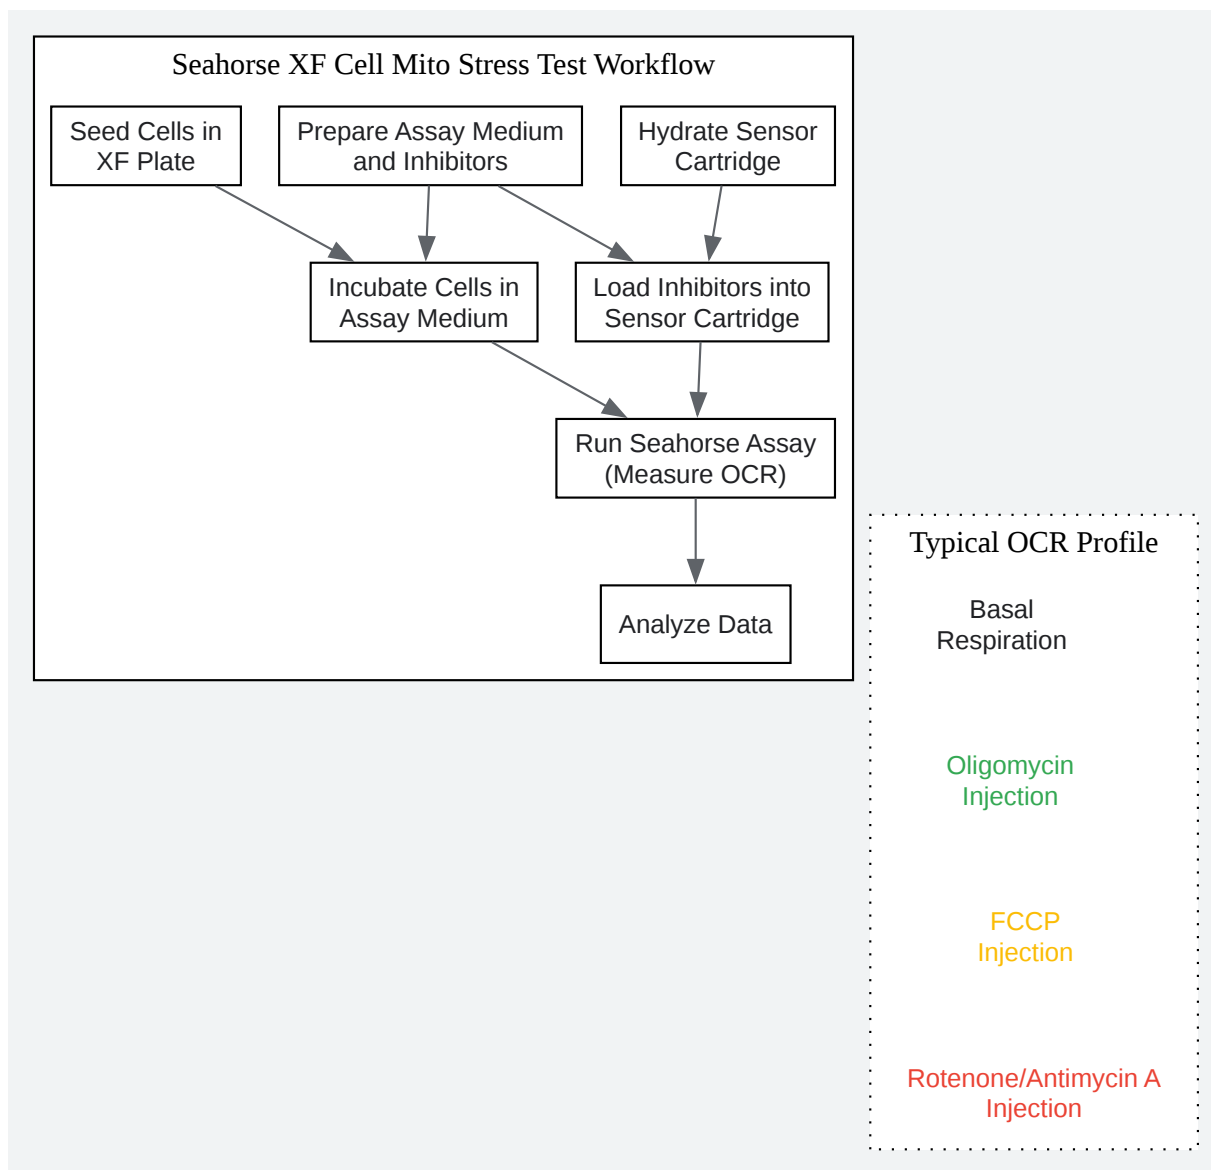 Seahorse XF Cell Mito Stress Test Workflow
Seed Cells in
XF Plate
Prepare Assay Medium
and Inhibitors
Hydrate Sensor
Cartridge
Incubate Cells in
Assay Medium
Load Inhibitors into
Sensor Cartridge
Run Seahorse Assay
(Measure OCR)
Analyze Data
Typical OCR Profile
Basal
Respiration
Oligomycin
Injection
FCCP
Injection
Rotenone/Antimycin A
Injection